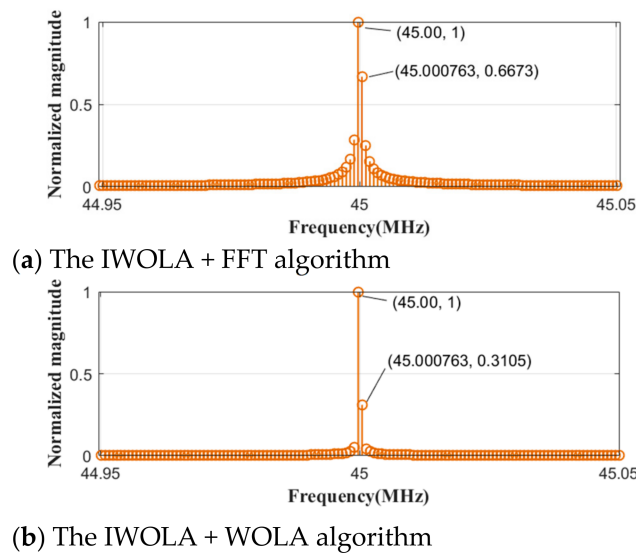 Normalized magnitude
1
0.5
0
(45.00, 1)
(45.000763, 0.6673)
44.95
45
45.05
Frequency(MHz)
(a) The IWOLA + FFT algorithm
Normalized magnitude
1
0.5
0
(45.00, 1)
(45.000763, 0.3105)
44.95
45
45.05
Frequency(MHz)
(b) The IWOLA + WOLA algorithm